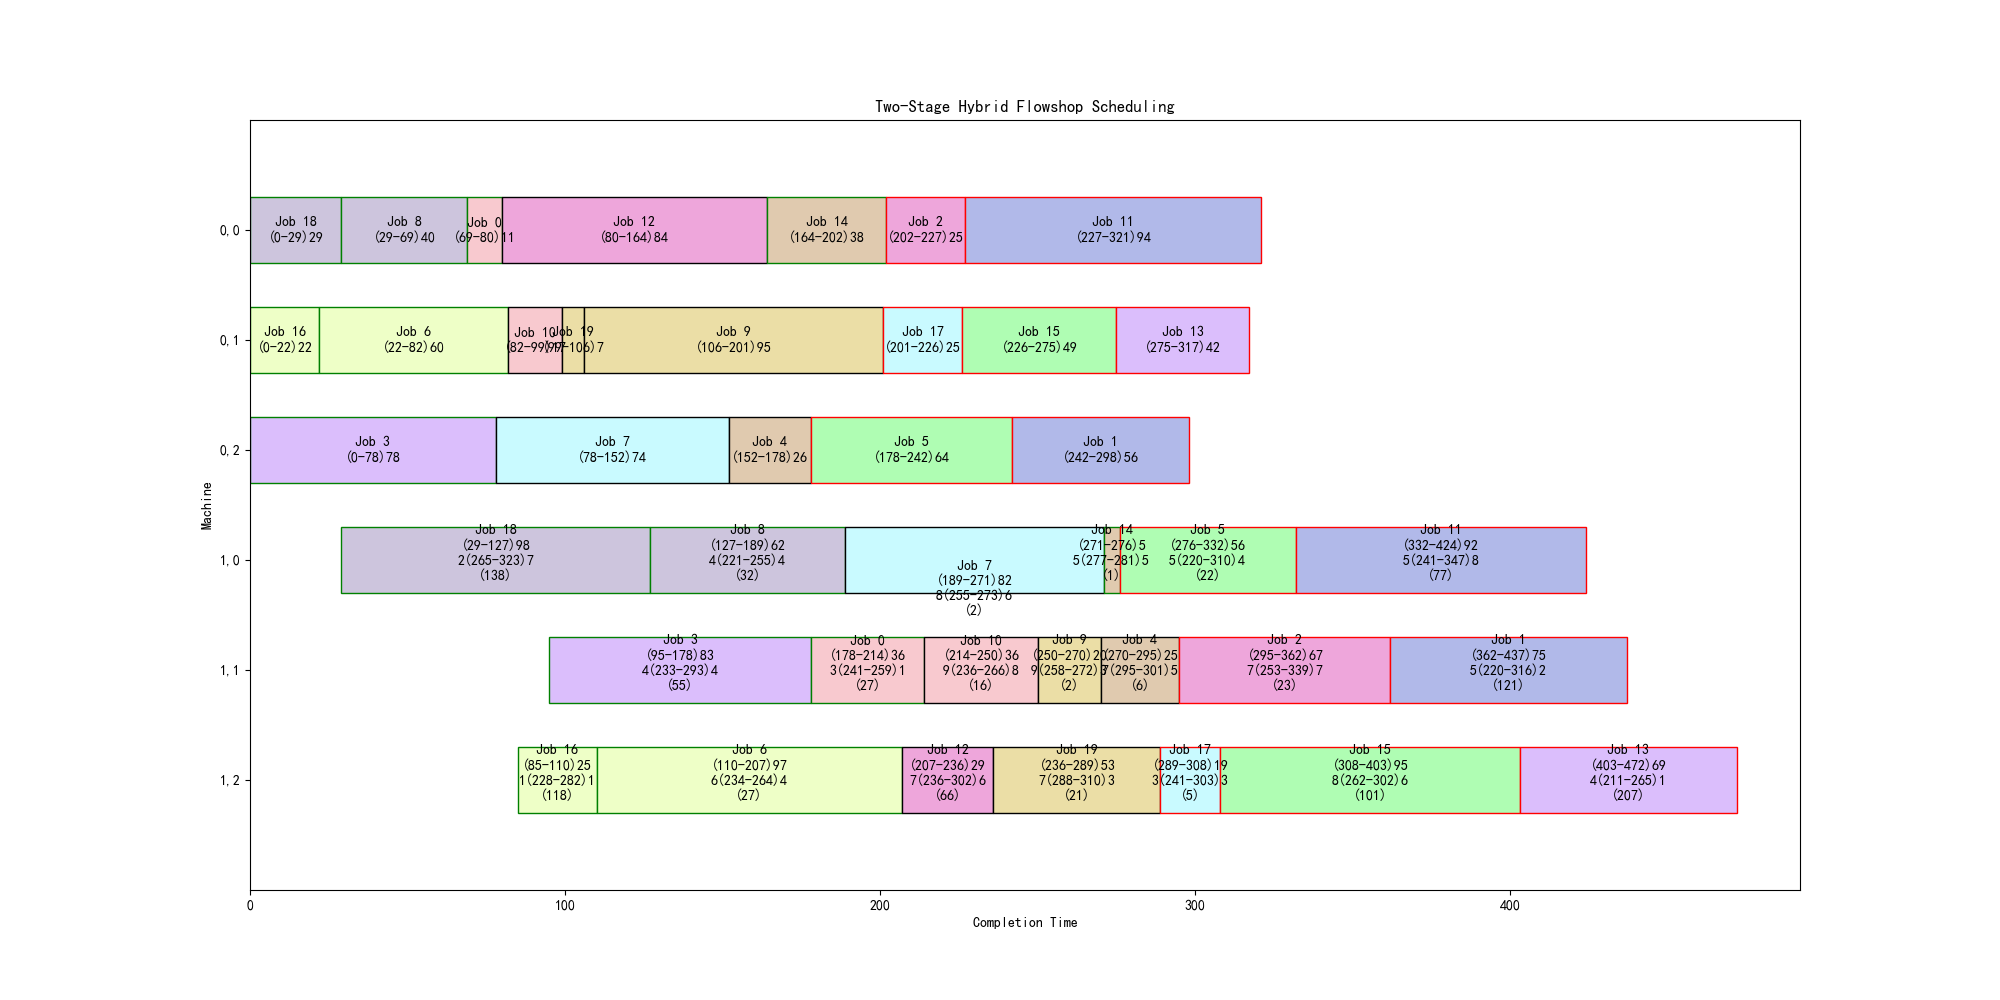 Two-Stage Hybrid Flowshop Scheduling
0,0
Job 18
(0-29)29
Job 8
(29-69)40
Job 0
(69-80)11
Job 12
(80-164)84
Job 14
(164-202)38
Job 2
(202-227)25
Job 11
(227-321)94
0,1
Job 16
(0-22)22
Job 6
(22-82)60
Job 10
(82-99)17
Job 19
(99-106)7
Job 9
(106-201)95
Job 17
(201-226)25
Job 15
(226-275)49
Job 13
(275-317)42
0,2
Job 3
(0-78)78
Job 7
(78-152)74
Job 4
(152-178)26
Job 5
(178-242)64
Job 1
(242-298)56
Machine
1,0
Job 18
(29-127)98
2(265-323)7
(138)
Job 8
(127-189)62
4(221-255)4
(32)
Job 7
(189-271)82
8(255-273)6
(2)
Job 14
(271-276)5
5(277-281)5
(1)
Job 5
(276-332)56
5(220-310)4
(22)
Job 11
(332-424)92
5(241-347)8
(77)
1,1
Job 3
(95-178)83
4(233-293)4
(55)
Job 0
(178-214)36
3(241-259)1
(27)
Job 10
(214-250)36
9(236-266)8
(16)
Job 9
(250-270)20
9(258-272)3
(2)
Job 4
(270-295)25
7(295-301)5
(6)
Job 2
(295-362)67
7(253-339)7
(23)
Job 1
(362-437)75
5(220-316)2
(121)
1,2
Job 16
(85-110)25
1(228-282)1
(118)
Job 6
(110-207)97
6(234-264)4
(27)
Job 12
(207-236)29
7(236-302)6
(66)
Job 19
(236-289)53
7(288-310)3
(21)
Job 17
(289-308)19
3(241-303)3
(5)
Job 15
(308-403)95
8(262-302)6
(101)
Job 13
(403-472)69
4(211-265)1
(207)
0
100
200
300
400
Completion Time